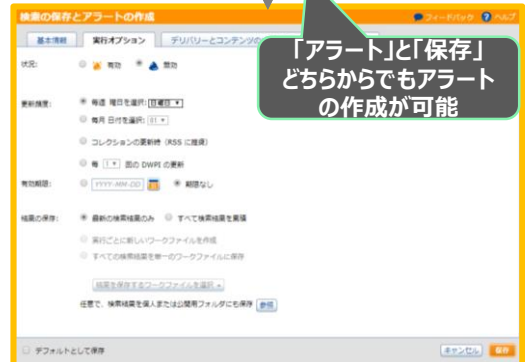 検索の保存とアラートの作成
フィードバック ヘルプ
基本情報 実行オプション デリバリーとコンテンツの
「アラート」と「保存」
どちらからでもアラート
の作成が可能
状況: 有効 無効
更新頻度: 毎週 曜日を選択: 日曜日
毎月 日付を選択: 01
コレクションの更新時 (RSS に推奨)
毎 1 回の DWPI の更新
有効期限: YYYY-MM-DD 期限なし
結果の保存: 最新の検索結果のみ すべて検索結果を累積
実行ごとに新しいワークファイルを作成
すべての検索結果を単一のワークファイルに保存
結果を保存するワークファイルを選択
任意で、検索結果を個人または公開用フォルダにも保存 参照
デフォルトとして保存
キャンセル 保存